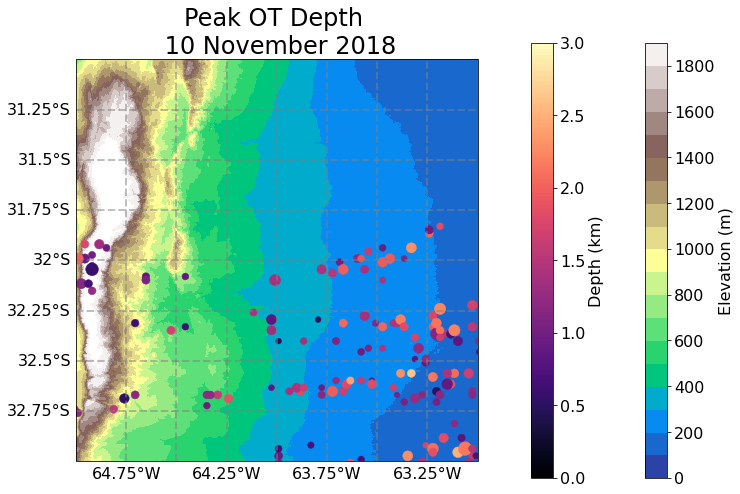 Peak OT Depth
10 November 2018
31.25°S
31.5°S
31.75°S
32°S
32.25°S
32.5°S
32.75°S
64.75°W
64.25°W
63.75°W
63.25°W
3.0
2.5
2.0
1.5
1.0
0.5
0.0
Depth (km)
1800
1600
1400
1200
1000
800
600
400
200
0
Elevation (m)